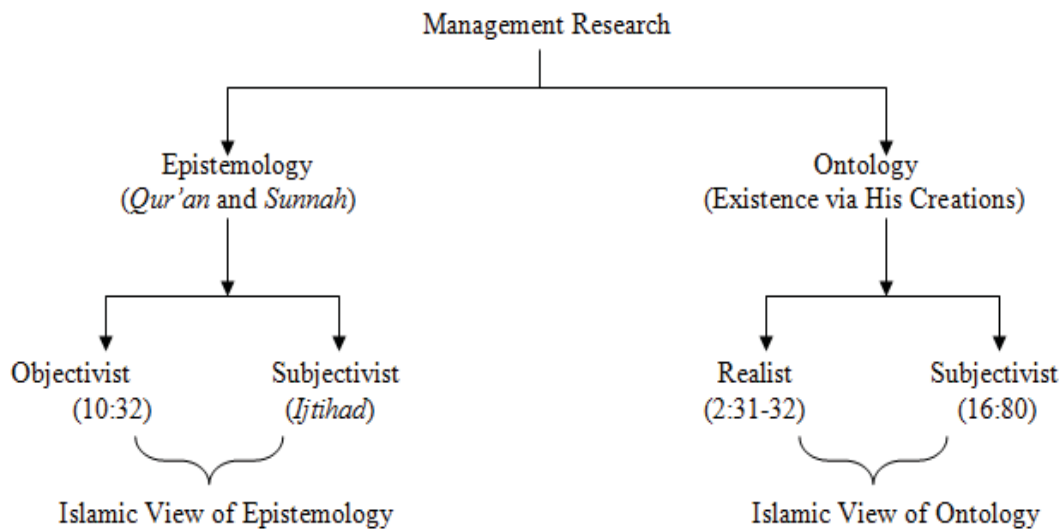 Management Research
Epistemology
(Qur’an and Sunnah)
Ontology
(Existence via His Creations)
Objectivist
(10:32)
Subjectivist
(Ijtihad)
Realist
(2:31-32)
Subjectivist
(16:80)
Islamic View of Epistemology
Islamic View of Ontology